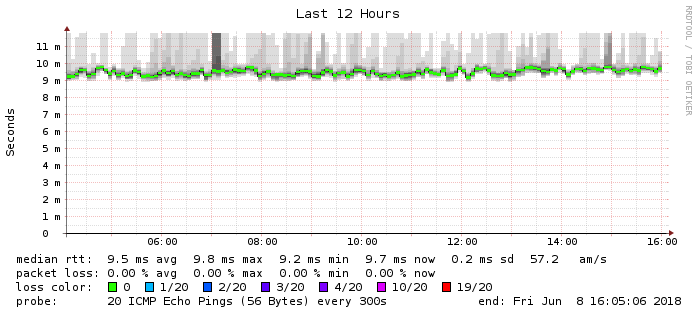 Last 12 Hours
RRDTOOL / TOBI OETIKER
Seconds
11 m
10 m
9 m
8 m
7 m
6 m
5 m
4 m
3 m
2 m
1 m
0
06:00 08:00 10:00 12:00 14:00 16:00
median rtt: 9.5 ms avg 9.8 ms max 9.2 ms min 9.7 ms now 0.2 ms sd 57.2 am/s
packet loss: 0.00 % avg 0.00 % max 0.00 % min 0.00 % now
loss color: 0 1/20 2/20 3/20 4/20 10/20 19/20
probe: 20 ICMP Echo Pings (56 Bytes) every 300s end: Fri Jun 8 16:05:06 2018